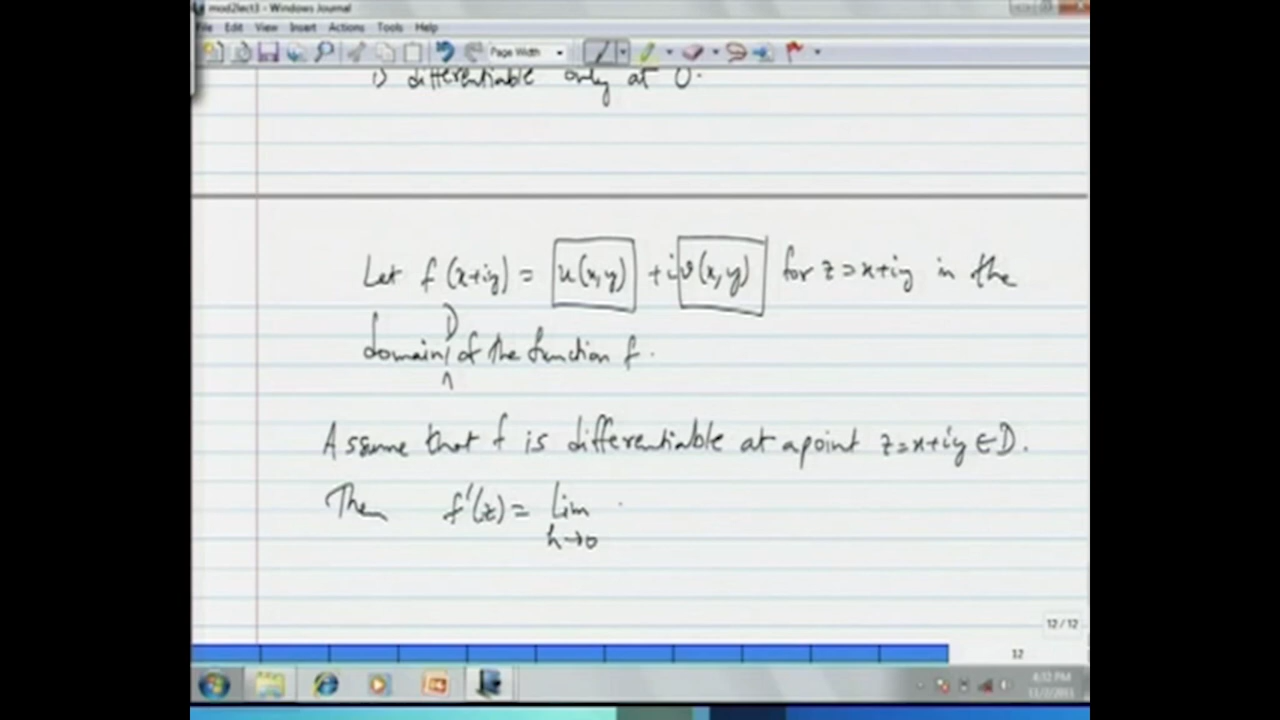 mod2lect3 - Windows Journal
File Edit View Insert Actions Tools Help
Page Width
is differentiable only at 0.
Let f(x+iy) = u(x,y) + i v(x,y) for z = x+iy in the
domain D of the function f.
Assume that f is differentiable at a point z = x+iy ∈ D.
Then f'(z) = lim
h→0
12 / 12
12
4:32 PM